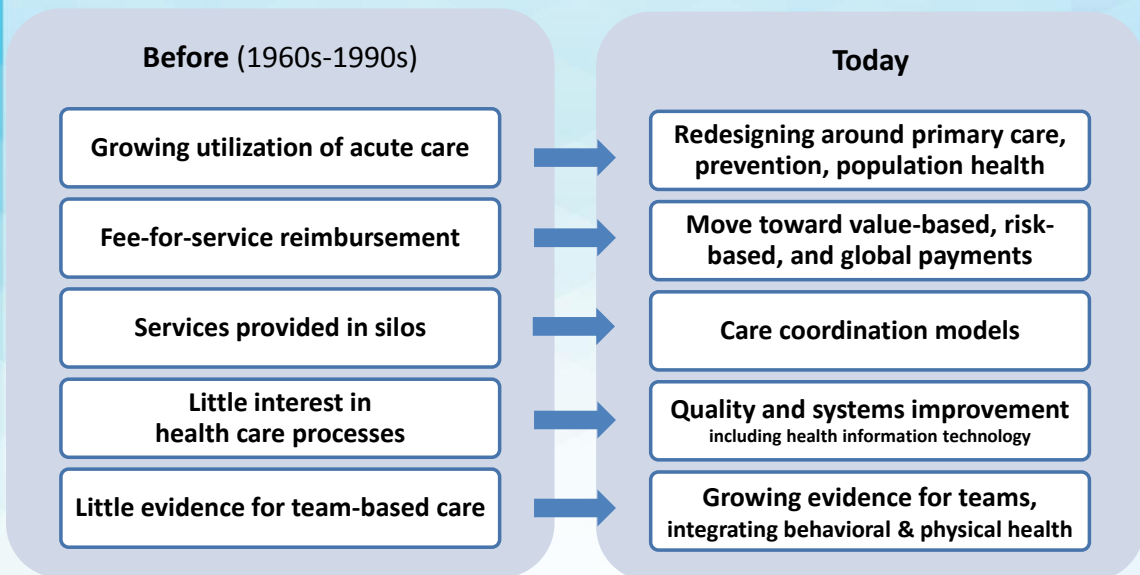 Before (1960s-1990s)
Growing utilization of acute care
Fee-for-service reimbursement
Services provided in silos
Little interest in
health care processes
Little evidence for team-based care
Today
Redesigning around primary care,
prevention, population health
Move toward value-based, risk-
based, and global payments
Care coordination models
Quality and systems improvement
including health information technology
Growing evidence for teams,
integrating behavioral & physical health